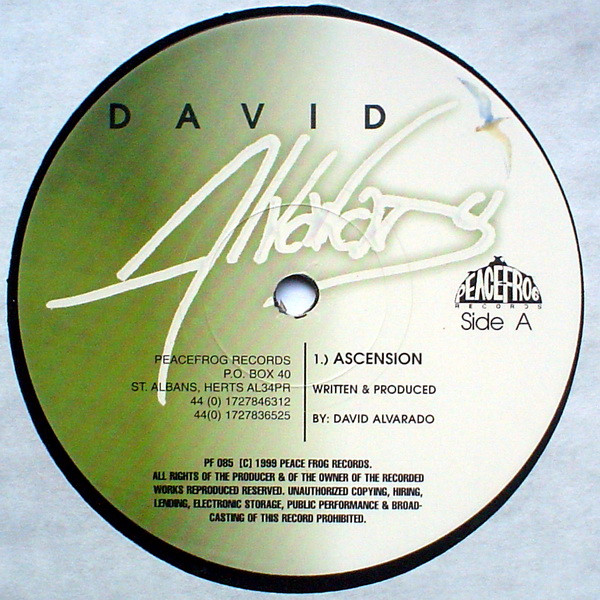 DAVID
Alvarado
PEACEFROG
RECORDS
Side A
PEACEFROG RECORDS
P.O. BOX 40
ST. ALBANS, HERTS AL34PR
44 (0) 1727846312
44(0) 1727836525
1.) ASCENSION
WRITTEN & PRODUCED
BY: DAVID ALVARADO
PF 085 [C] 1999 PEACE FROG RECORDS.
ALL RIGHTS OF THE PRODUCER & OF THE OWNER OF THE RECORDED
WORKS REPRODUCED RESERVED. UNAUTHORIZED COPYING, HIRING,
LENDING, ELECTRONIC STORAGE, PUBLIC PERFORMANCE & BROAD-
CASTING OF THIS RECORD PROHIBITED.